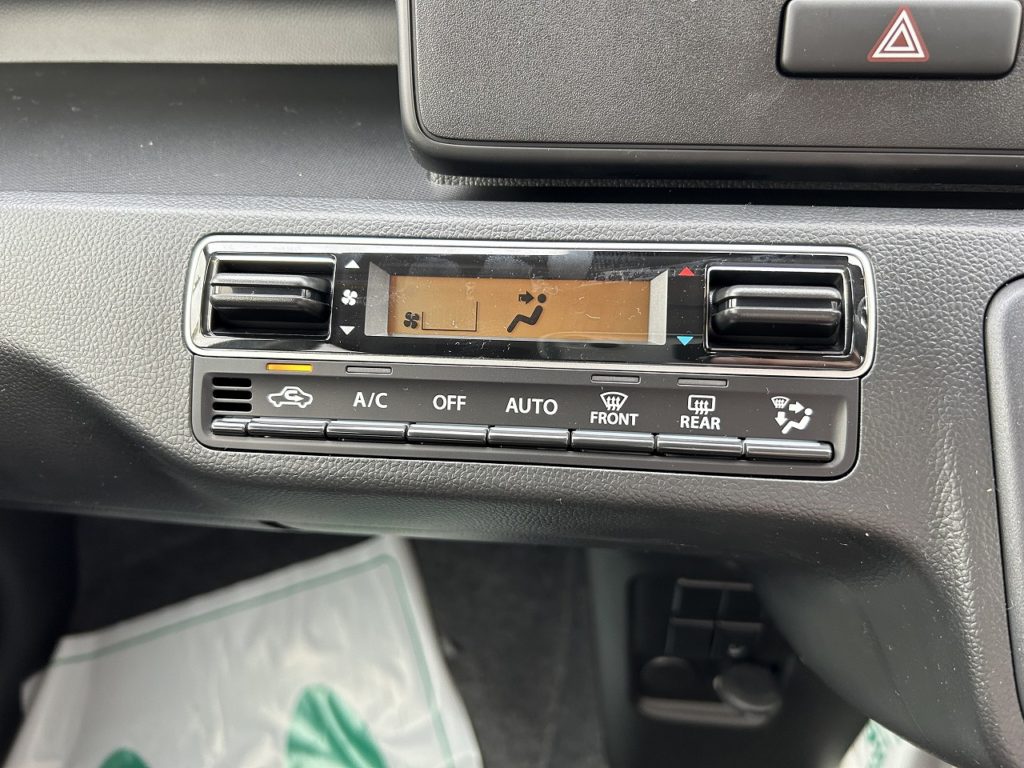 A/C
OFF
AUTO
FRONT
REAR